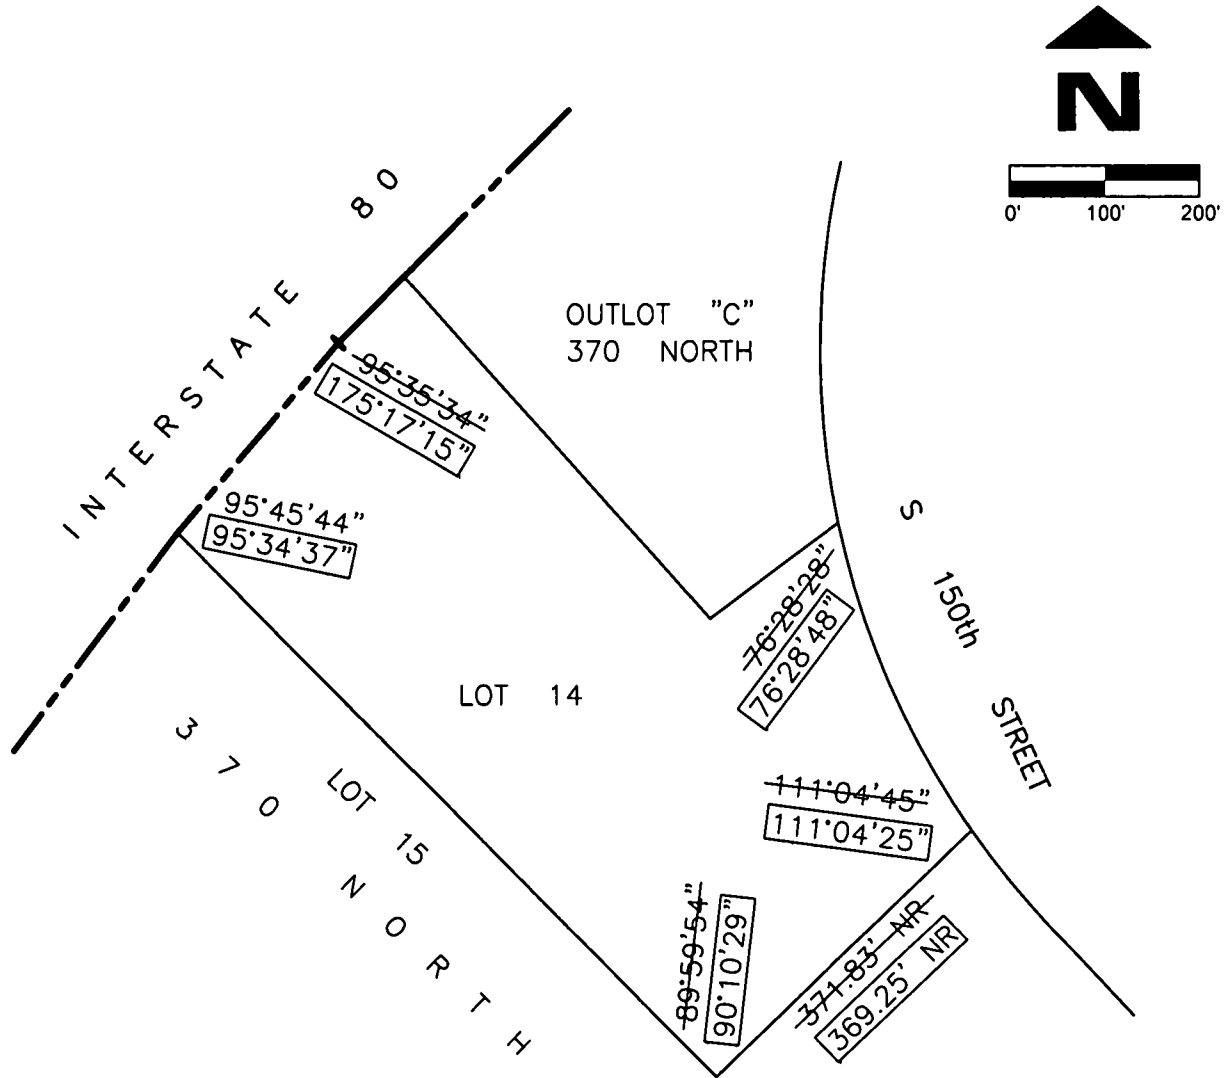 N
0' 100' 200'
INTERSTATE 80
OUTLOT "C"
370 NORTH
95°35'34"
175°17'15"
95°45'44"
95°34'37"
S 150th STREET
76°28'28"
76°28'48"
LOT 14
111°04'45"
111°04'25"
LOT 15
370 NORTH
89°59'54"
90°10'29"
371.83' NR
369.25' NR